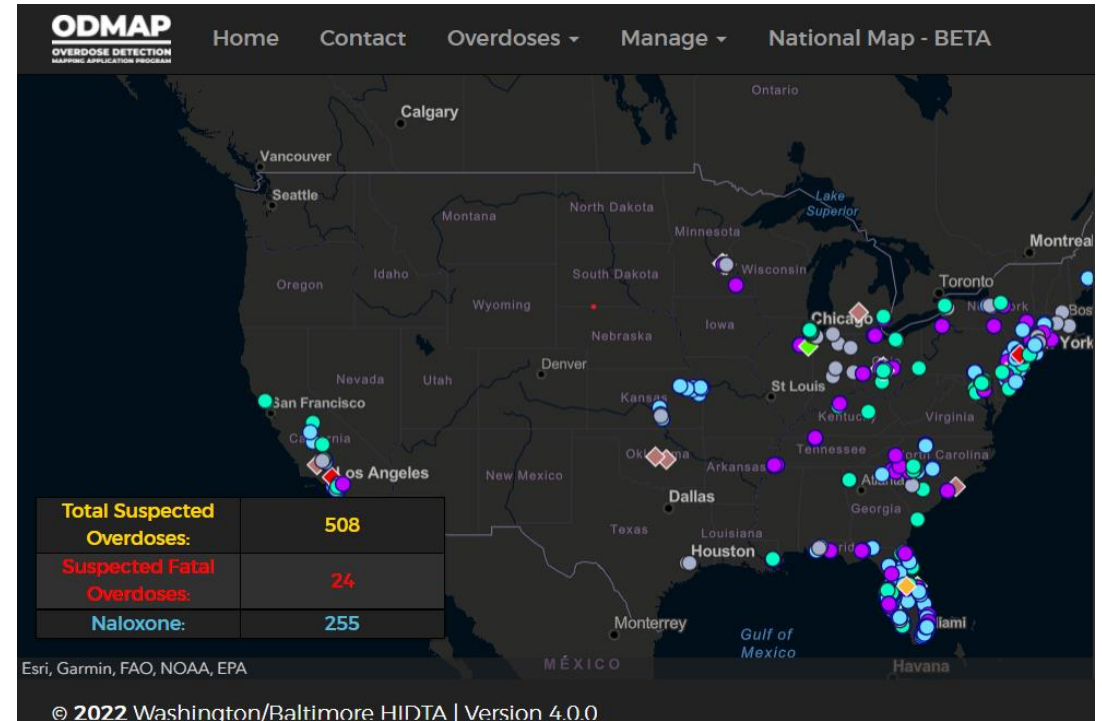 ODMAP
OVERDOSE DETECTION
MAPPING APPLICATION PROGRAM
Home Contact Overdoses Manage National Map - BETA
Ontario
Calgary
Vancouver
Seattle
Lake
Superior
North Dakota
Montana
Minnesota
Montreal
Wisconsin
Idaho
South Dakota
Toronto
Oregon
Wyoming
Chicago
Iowa
Nebraska
York
Denver
Nevada
Utah
St Louis
Kansas
San Francisco
Kentucky
Virginia
Tennessee
North Carolina
Los Angeles
New Mexico
Arkansas
Atlanta
Dallas
Georgia
Total Suspected
Overdoses:
508
Texas
Louisiana
Houston
Suspected Fatal
Overdoses:
24
Naloxone:
255
Monterrey
Gulf of
Mexico
MÉXICO
Havana
Esri, Garmin, FAO, NOAA, EPA
© 2022 Washington/Baltimore HIDTA | Version 4.0.0